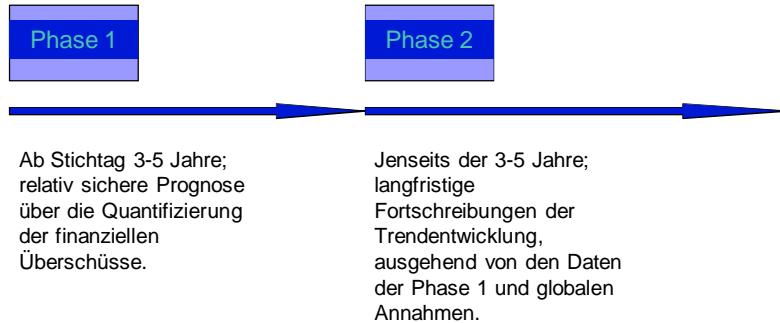 Phase 1
Phase 2
Ab Stichtag 3-5 Jahre;
relativ sichere Prognose
über die Quantifizierung
der finanziellen
Überschüsse.
Jenseits der 3-5 Jahre;
langfristige
Fortschreibungen der
Trendentwicklung,
ausgehend von den Daten
der Phase 1 und globalen
Annahmen.